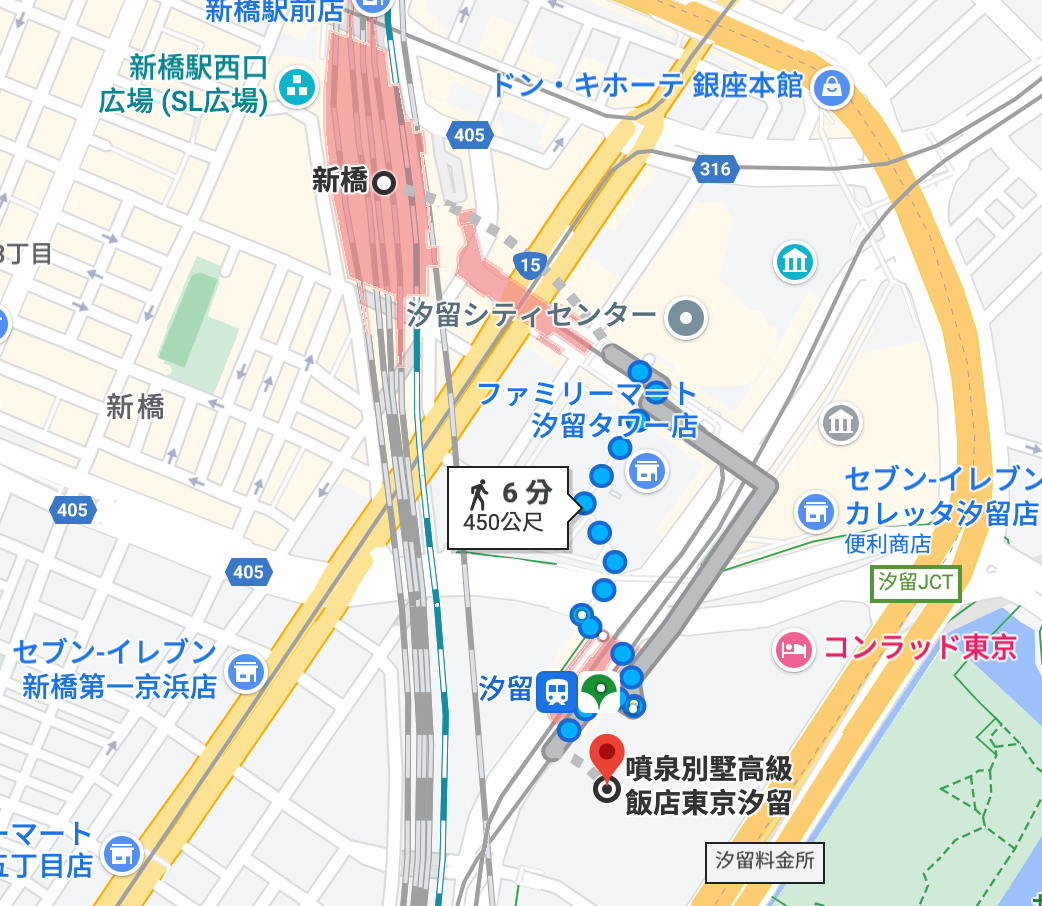 新橋駅前店
新橋駅西口
広場 (SL広場)
ドン・キホーテ 銀座本館
405
316
新橋
3丁目
15
汐留シティセンター
ファミリーマート
汐留タワー店
新橋
6 分
450公尺
セブン-イレブン
カレッタ汐留店
便利商店
405
405
汐留JCT
セブン-イレブン
新橋第一京浜店
コンラッド東京
汐留
噴泉別墅高級
飯店東京汐留
ーマート
五丁目店
汐留料金所